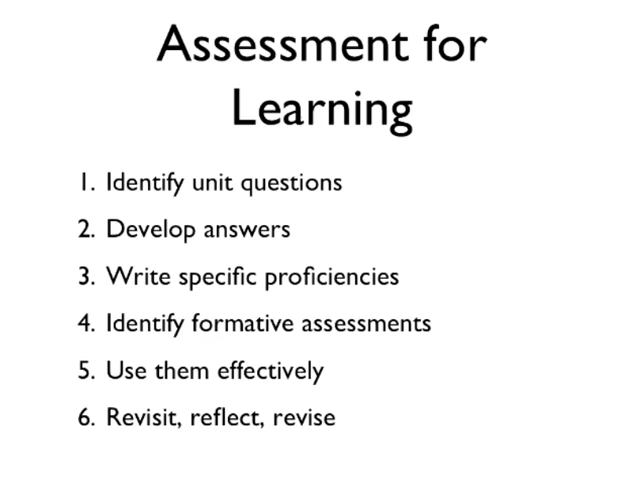 Assessment for
Learning
1. Identify unit questions
2. Develop answers
3. Write specific proficiencies
4. Identify formative assessments
5. Use them effectively
6. Revisit, reflect, revise